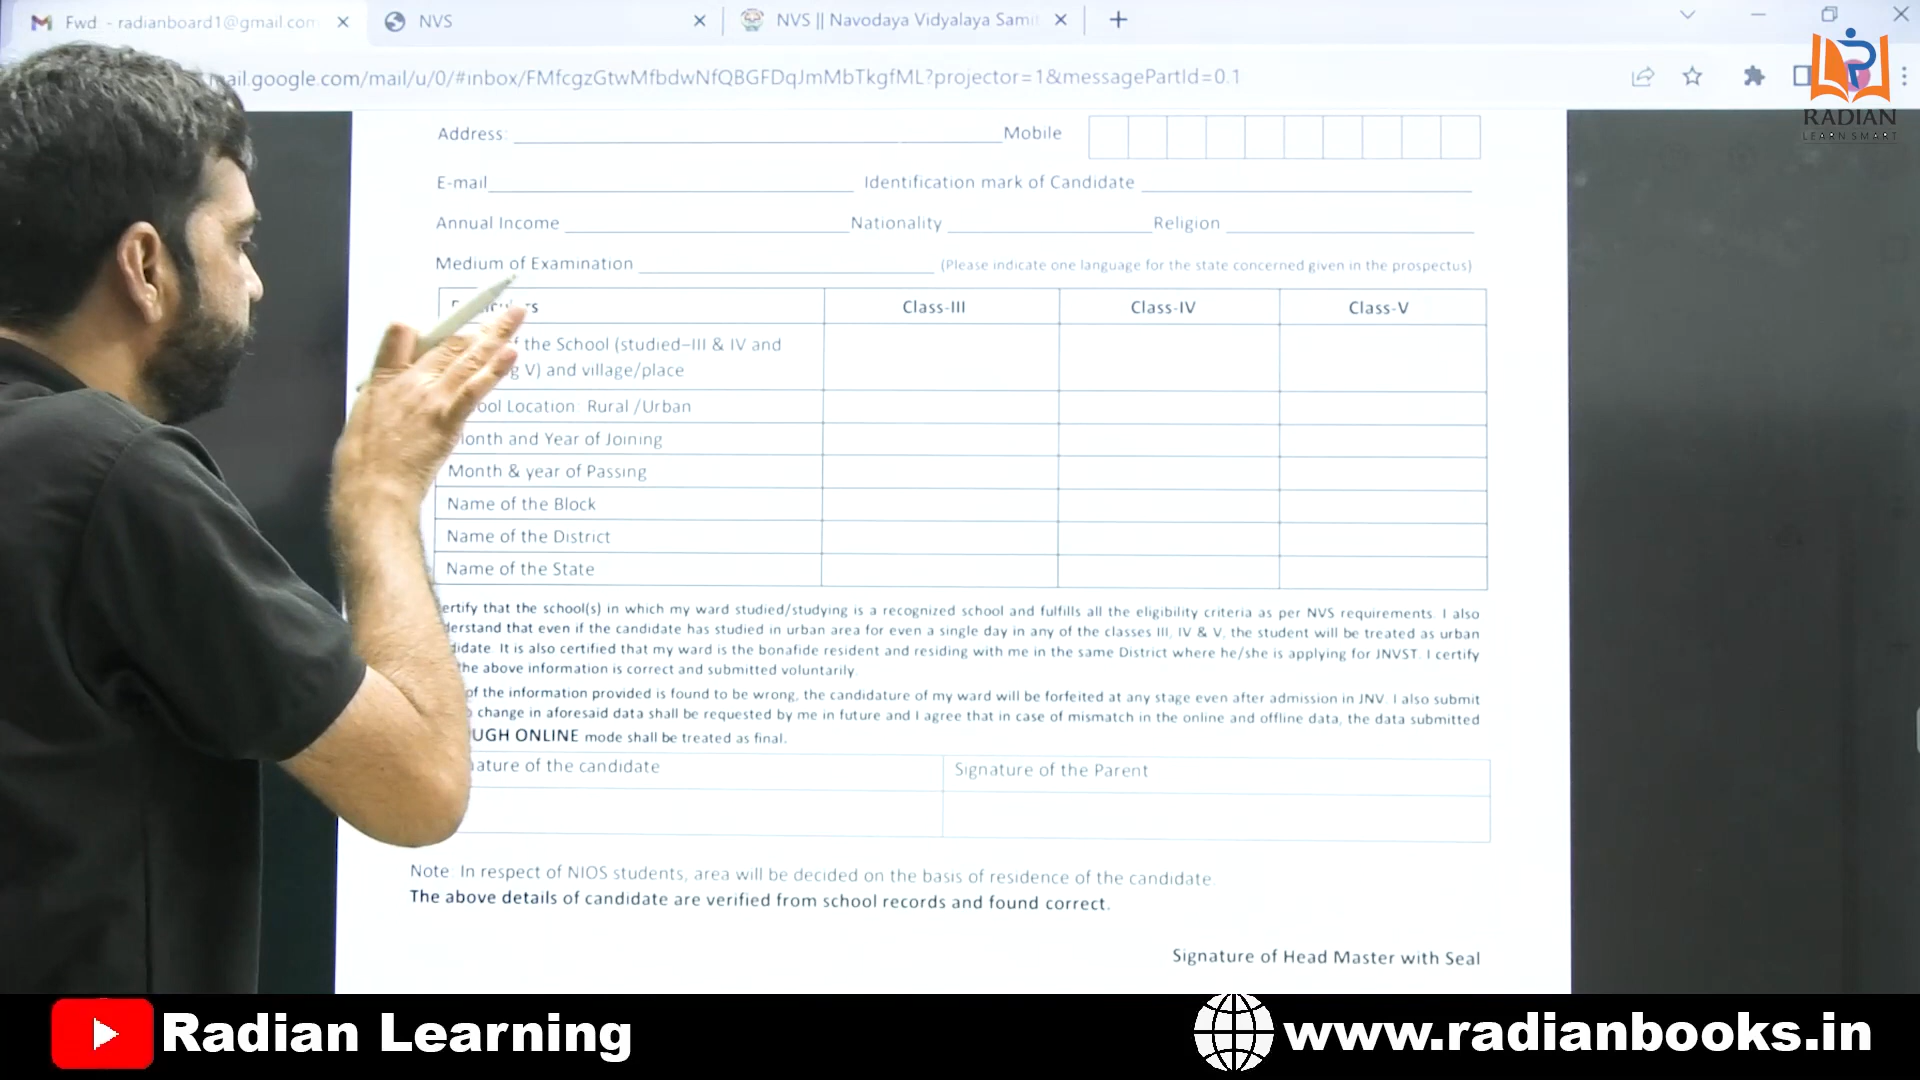 Fwd: - radianboard1@gmail.com
NVS
NVS || Navodaya Vidyalaya Samit
ail.google.com/mail/u/0/#inbox/FMfcgzGtwMfbdwNfQBGFDqJmMbTkgfML?projector=1&messagePartId=0.1
RADIAN
LEARN SMART
Address: Mobile
E-mail Identification mark of Candidate
Annual Income Nationality Religion
Medium of Examination (Please indicate one language for the state concerned given in the prospectus)
Class-III Class-IV Class-V
the School (studied–III & IV and
V) and village/place
Location: Rural /Urban
Month and Year of Joining
Month & year of Passing
Name of the Block
Name of the District
Name of the State
ertify that the school(s) in which my ward studied/studying is a recognized school and fulfills all the eligibility criteria as per NVS requirements. I also
derstand that even if the candidate has studied in urban area for even a single day in any of the classes III, IV & V, the student will be treated as urban
didate. It is also certified that my ward is the bonafide resident and residing with me in the same District where he/she is applying for JNVST. I certify
the above information is correct and submitted voluntarily.
of the information provided is found to be wrong, the candidature of my ward will be forfeited at any stage even after admission in JNV. I also submit
change in aforesaid data shall be requested by me in future and I agree that in case of mismatch in the online and offline data, the data submitted
UGH ONLINE mode shall be treated as final.
ature of the candidate Signature of the Parent
Note: In respect of NIOS students, area will be decided on the basis of residence of the candidate.
The above details of candidate are verified from school records and found correct.
Signature of Head Master with Seal
Radian Learning
www.radianbooks.in